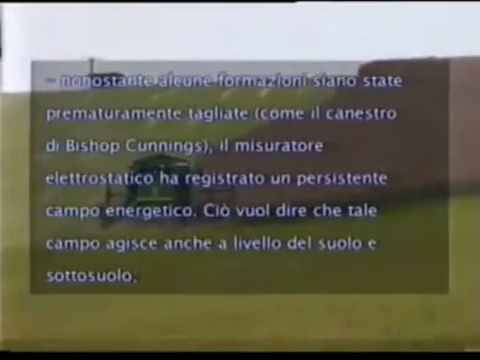 - nonostante alcune formazioni siano state
prematuramente tagliate (come il canestro
di Bishop Cunnings), il misuratore
elettrostatico ha registrato un persistente
campo energetico. Ciò vuol dire che tale
campo agisce anche a livello del suolo e
sottosuolo;